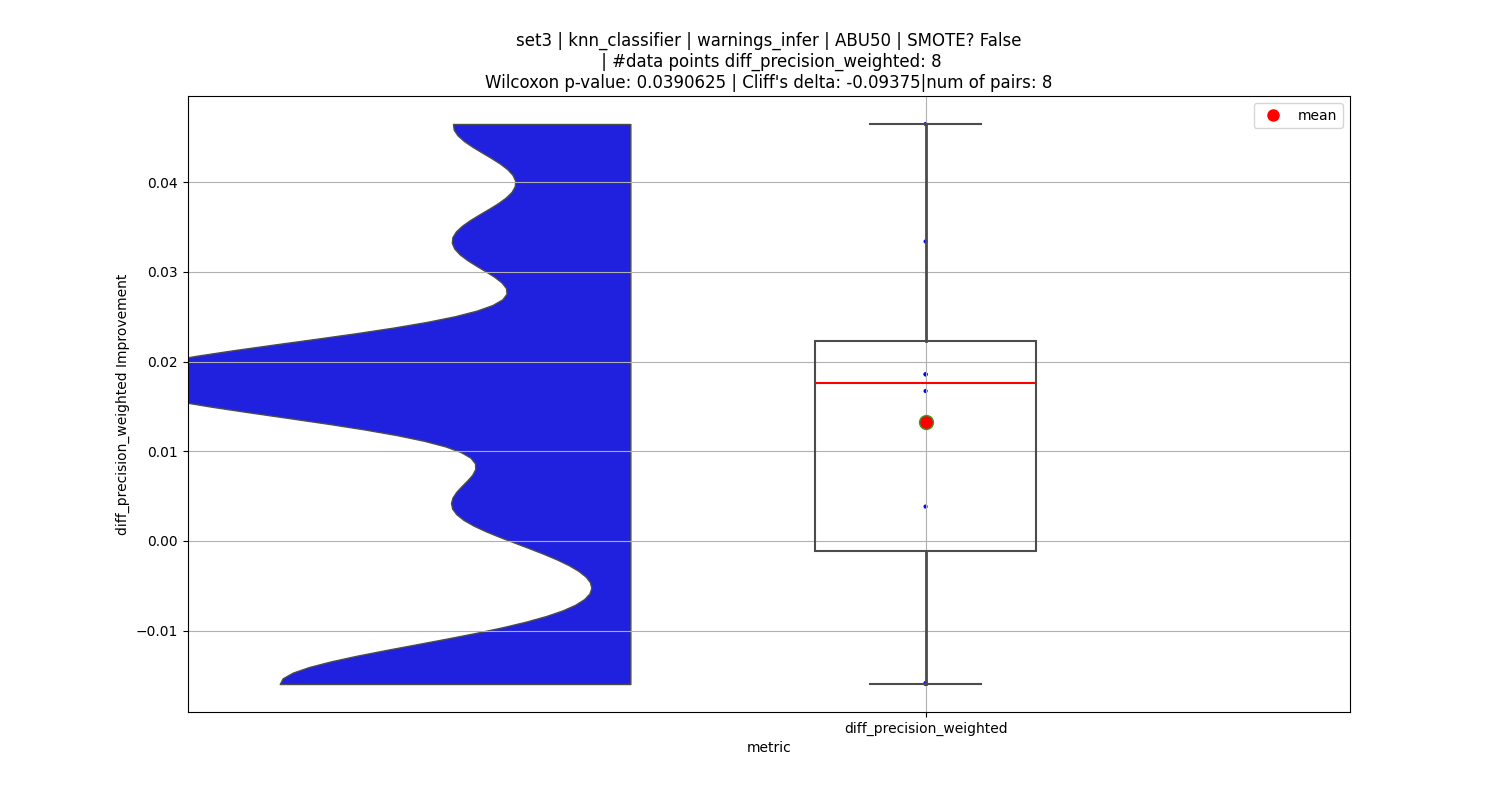 set3 | knn_classifier | warnings_infer | ABU50 | SMOTE? False
| #data points diff_precision_weighted: 8
Wilcoxon p-value: 0.0390625 | Cliff's delta: -0.09375|num of pairs: 8
mean
0.04
0.03
0.02
0.01
0.00
−0.01
diff_precision_weighted Improvement
diff_precision_weighted
metric